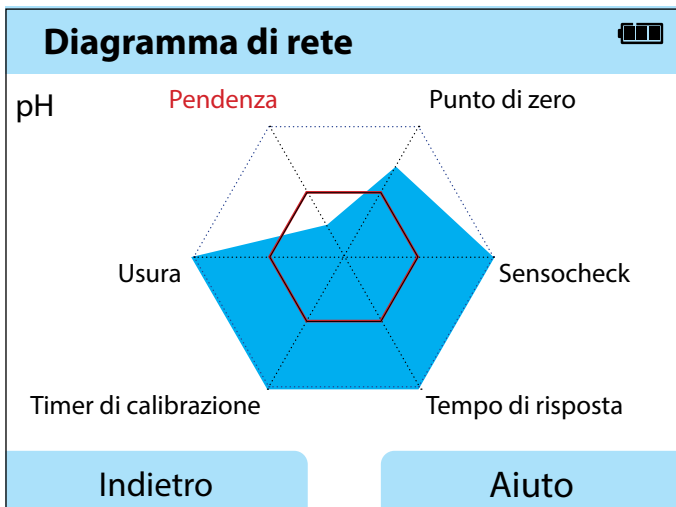 Diagramma di rete
pH
Pendenza
Punto di zero
Usura
Sensocheck
Timer di calibrazione
Tempo di risposta
Indietro
Aiuto